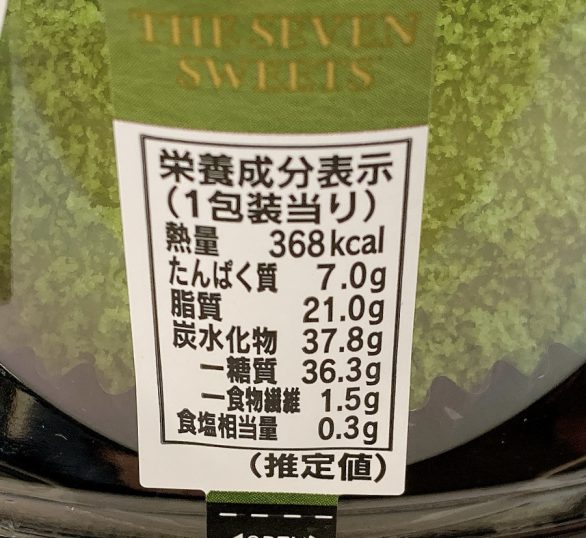 THE SEVEN
SWEETS
栄養成分表示
(1包装当り)
熱量 368kcal
たんぱく質 7.0g
脂質 21.0g
炭水化物 37.8g
－糖質 36.3g
－食物繊維 1.5g
食塩相当量 0.3g
(推定値)